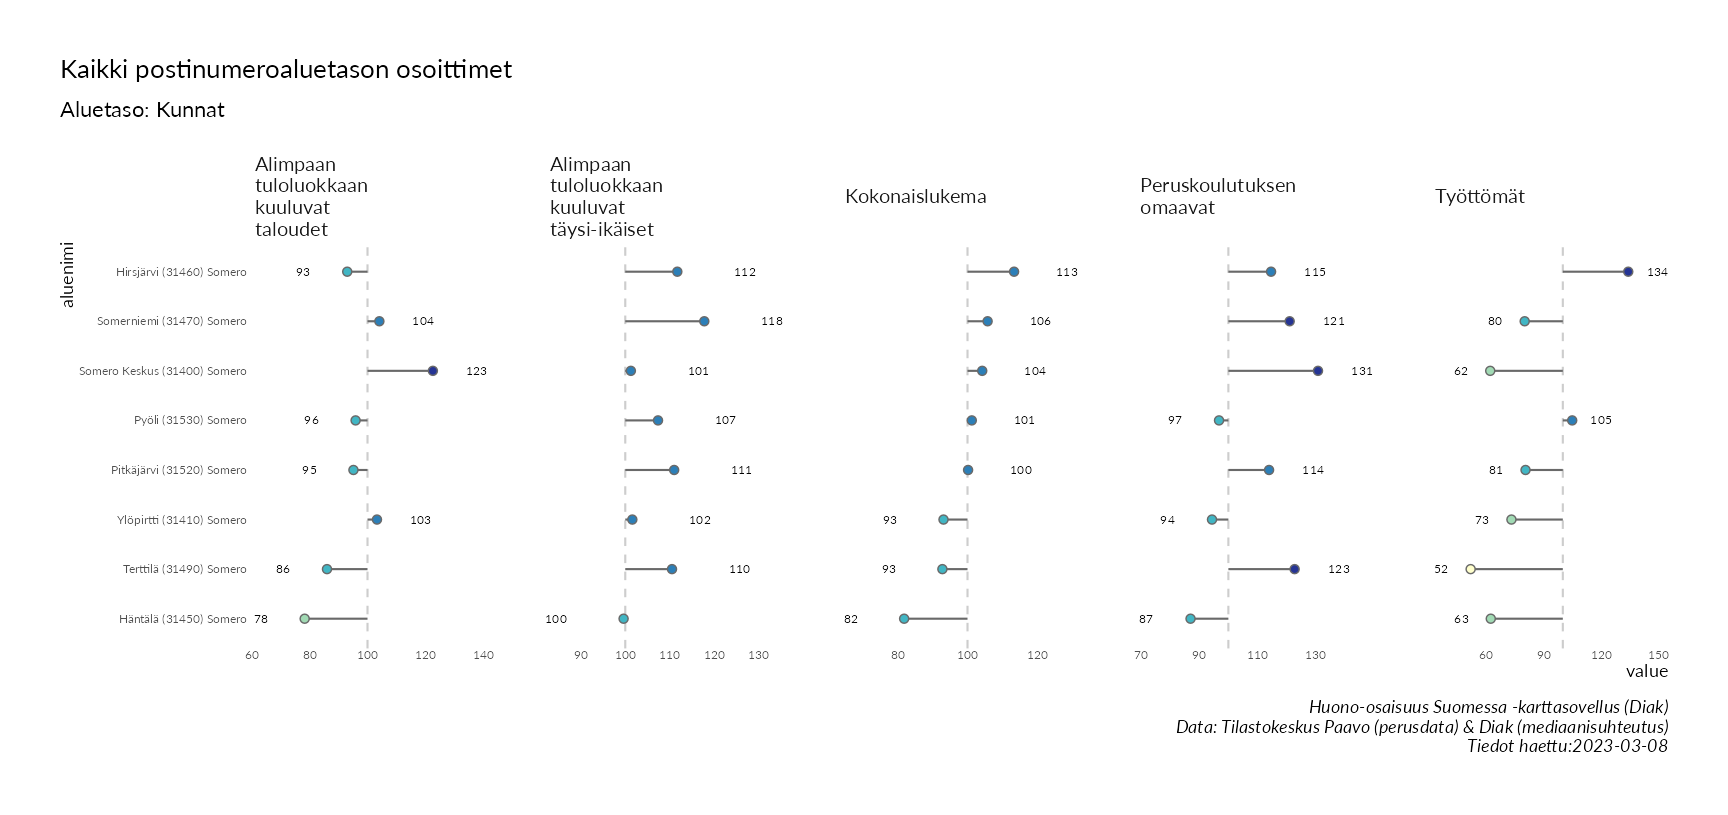 Kaikki postinumeroaluetason osoittimet
Aluetaso: Kunnat
Alimpaan
tuloluokkaan
kuuluvat
taloudet
Alimpaan
tuloluokkaan
kuuluvat
täysi-ikäiset
Kokonaislukema
Peruskoulutuksen
omaavat
Työttömät
aluenimi
Hirsjärvi (31460) Somero 93 112 113 115 134
Somerniemi (31470) Somero 104 118 106 121 80
Somero Keskus (31400) Somero 123 101 104 131 62
Pyöli (31530) Somero 96 107 101 97 105
Pitkäjärvi (31520) Somero 95 111 100 114 81
Ylöpirtti (31410) Somero 103 102 93 94 73
Terttilä (31490) Somero 86 110 93 123 52
Häntälä (31450) Somero 78 100 82 87 63
60 80 100 120 140 90 100 110 120 130 80 100 120 70 90 110 130 60 90 120 150
value
Huono-osaisuus Suomessa -karttasovellus (Diak)
Data: Tilastokeskus Paavo (perusdata) & Diak (mediaanisuhteutus)
Tiedot haettu:2023-03-08